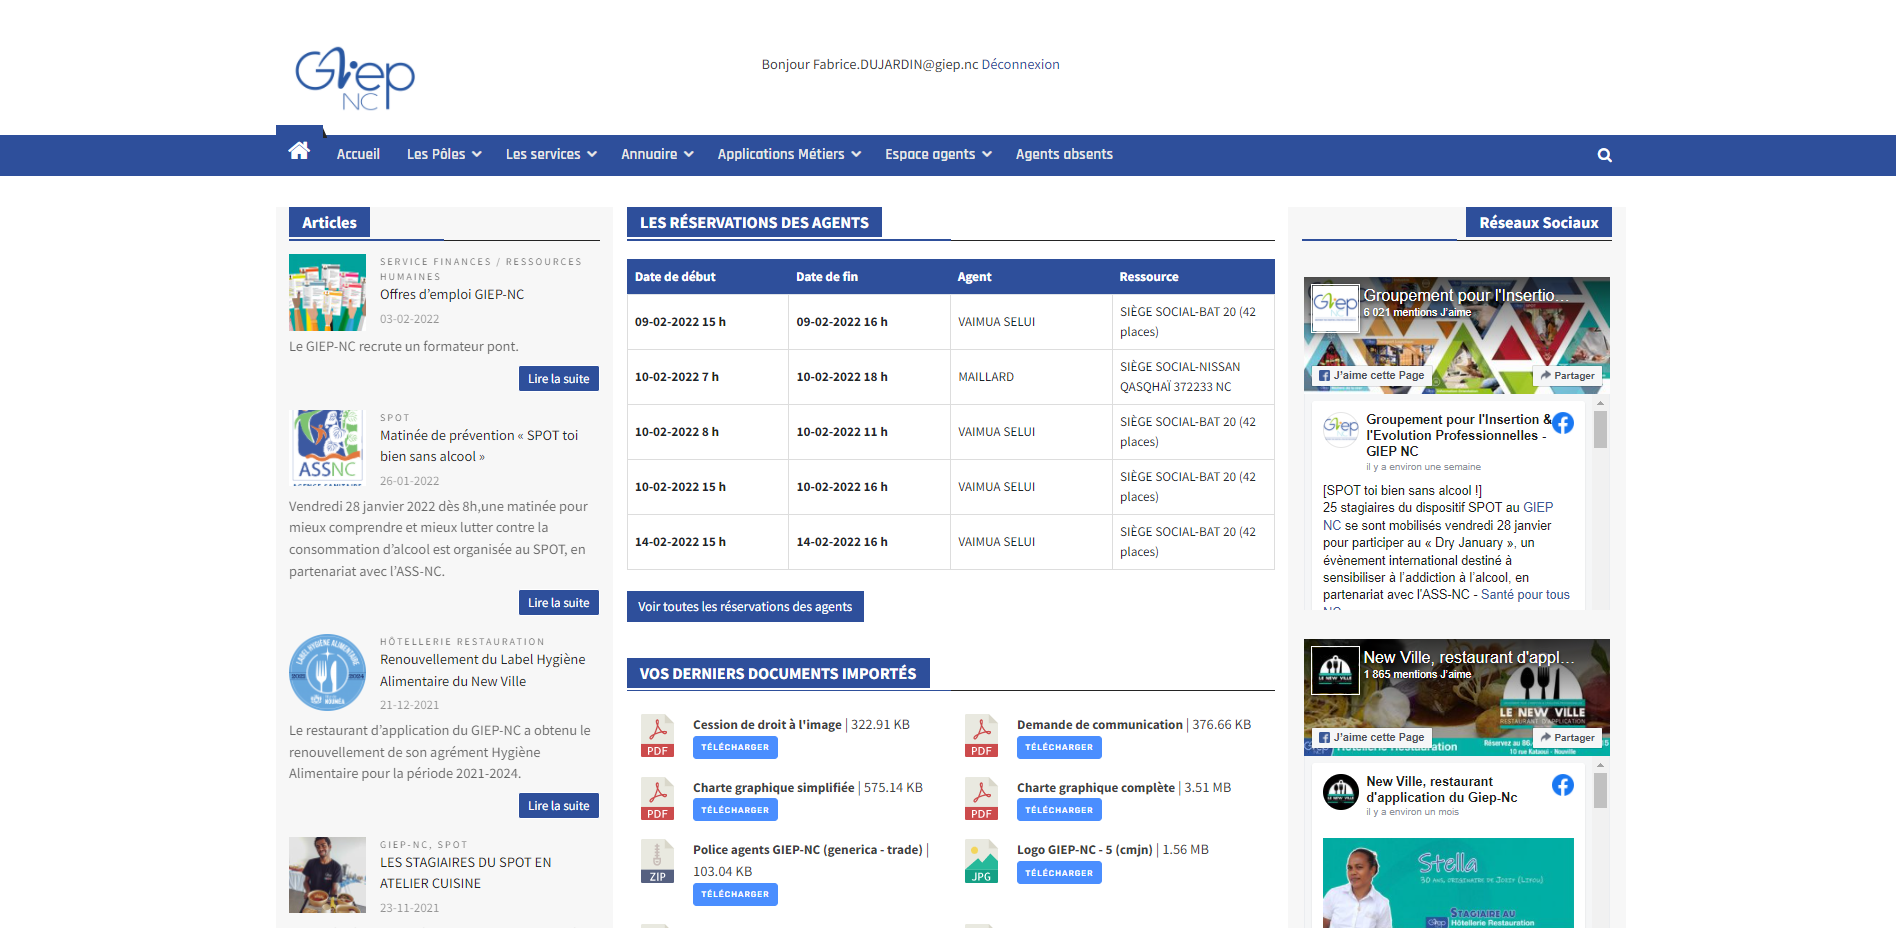 Giep
NC
Bonjour Fabrice.DUJARDIN@giep.nc Déconnexion
Accueil
Les Pôles
Les services
Annuaire
Applications Métiers
Espace agents
Agents absents
Articles
SERVICE FINANCES / RESSOURCES
HUMAINES
Offres d'emploi GIEP-NC
03-02-2022
Le GIEP-NC recrute un formateur pont.
Lire la suite
ASSNC
SPOT
Matinée de prévention « SPOT toi
bien sans alcool »
26-01-2022
Vendredi 28 janvier 2022 dès 8h,une matinée pour
mieux comprendre et mieux lutter contre la
consommation d'alcool est organisée au SPOT, en
partenariat avec l'ASS-NC.
Lire la suite
HÔTELLERIE RESTAURATION
Renouvellement du Label Hygiène
Alimentaire du New Ville
21-12-2021
Le restaurant d'application du GIEP-NC a obtenu le
renouvellement de son agrément Hygiène
Alimentaire pour la période 2021-2024.
Lire la suite
GIEP-NC, SPOT
LES STAGIAIRES DU SPOT EN
ATELIER CUISINE
23-11-2021
LES RÉSERVATIONS DES AGENTS
Date de début Date de fin Agent Ressource
09-02-2022 15 h 09-02-2022 16 h VAIMUA SELUI SIÈGE SOCIAL-BAT 20 (42
places)
10-02-2022 7 h 10-02-2022 18 h MAILLARD SIÈGE SOCIAL-NISSAN
QASQHAÏ 372233 NC
10-02-2022 8 h 10-02-2022 11 h VAIMUA SELUI SIÈGE SOCIAL-BAT 20 (42
places)
10-02-2022 15 h 10-02-2022 16 h VAIMUA SELUI SIÈGE SOCIAL-BAT 20 (42
places)
14-02-2022 15 h 14-02-2022 16 h VAIMUA SELUI SIÈGE SOCIAL-BAT 20 (42
places)
Voir toutes les réservations des agents
VOS DERNIERS DOCUMENTS IMPORTÉS
PDF
Cession de droit à l'image | 322.91 KB
TÉLÉCHARGER
PDF
Demande de communication | 376.66 KB
TÉLÉCHARGER
PDF
Charte graphique simplifiée | 575.14 KB
TÉLÉCHARGER
PDF
Charte graphique complète | 3.51 MB
TÉLÉCHARGER
ZIP
Police agents GIEP-NC (generica - trade) |
103.04 KB
TÉLÉCHARGER
JPG
Logo GIEP-NC - 5 (cmjn) | 1.56 MB
TÉLÉCHARGER
Réseaux Sociaux
Groupement pour l'Insertio...
6 021 mentions J'aime
J'aime cette Page
Partager
Groupement pour l'Insertion &
l'Evolution Professionnelles -
GIEP NC
il y a environ une semaine
[SPOT toi bien sans alcool !]
25 stagiaires du dispositif SPOT au GIEP
NC se sont mobilisés vendredi 28 janvier
pour participer au « Dry January », un
évènement international destiné à
sensibiliser à l'addiction à l'alcool, en
partenariat avec l'ASS-NC - Santé pour tous
New Ville, restaurant d'appl...
1 865 mentions J'aime
LE NEW VILLE
RESTAURANT D'APPLICATION
J'aime cette Page
Partager
10 rue Kataoui - Nouville
New Ville, restaurant
d'application du Giep-Nc
il y a environ un mois
Stella
30 ANS, ORIGINAIRE DE JOZIP (LIFOU)
STAGIAIRE AU
Hôtellerie Restauration